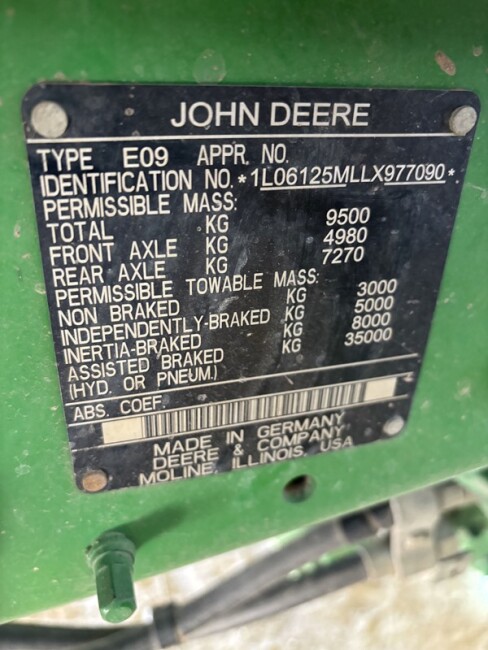 JOHN DEERE
TYPE E09 APPR. NO.
IDENTIFICATION NO. *1L06125MLLX977090*
PERMISSIBLE MASS:
TOTAL KG 9500
FRONT AXLE KG 4980
REAR AXLE KG 7270
PERMISSIBLE TOWABLE MASS:
NON BRAKED KG 3000
INDEPENDENTLY-BRAKED KG 5000
INERTIA-BRAKED KG 8000
ASSISTED BRAKED KG 35000
(HYD. OR PNEUM.)
ABS. COEF.
MADE IN GERMANY
DEERE & COMPANY
MOLINE, ILLINOIS, USA